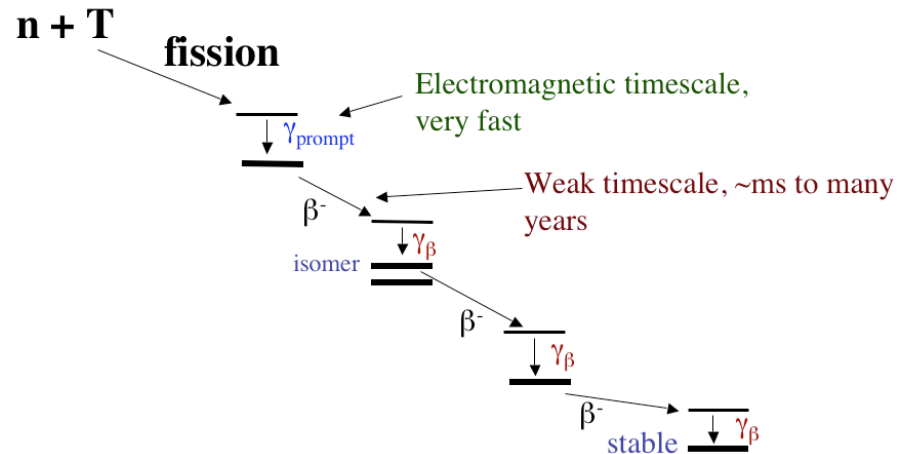 n + T
fission
Electromagnetic timescale,
very fast
γprompt
Weak timescale, ~ms to many
years
β-
γβ
isomer
β-
γβ
β-
γβ
stable